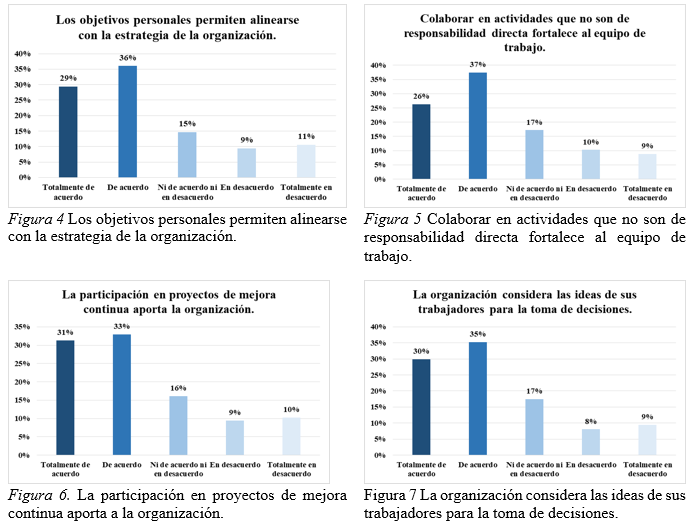 Los objetivos personales permiten alinearse
con la estrategia de la organización.
40%
35%
30%
25%
20%
15%
10%
5%
0%
29%
36%
15%
9%
11%
Totalmente de acuerdo
De acuerdo
Ni de acuerdo ni en desacuerdo
En desacuerdo
Totalmente en desacuerdo
Figura 4 Los objetivos personales permiten alinearse
con la estrategia de la organización.
Colaborar en actividades que no son de
responsabilidad directa fortalece al equipo de
trabajo.
40%
35%
30%
25%
20%
15%
10%
5%
0%
26%
37%
17%
10%
9%
Totalmente de acuerdo
De acuerdo
Ni de acuerdo ni en desacuerdo
En desacuerdo
Totalmente en desacuerdo
Figura 5 Colaborar en actividades que no son de
responsabilidad directa fortalece al equipo de
trabajo.
La participación en proyectos de mejora
continua aporta la organización.
35%
30%
25%
20%
15%
10%
5%
0%
31%
33%
16%
9%
10%
Totalmente de acuerdo
De acuerdo
Ni de acuerdo ni en desacuerdo
En desacuerdo
Totalmente en desacuerdo
Figura 6. La participación en proyectos de mejora
continua aporta a la organización.
La organización considera las ideas de sus
trabajadores para la toma de decisiones.
40%
35%
30%
25%
20%
15%
10%
5%
0%
30%
35%
17%
8%
9%
Totalmente de acuerdo
De acuerdo
Ni de acuerdo ni en desacuerdo
En desacuerdo
Totalmente en desacuerdo
Figura 7 La organización considera las ideas de sus
trabajadores para la toma de decisiones.